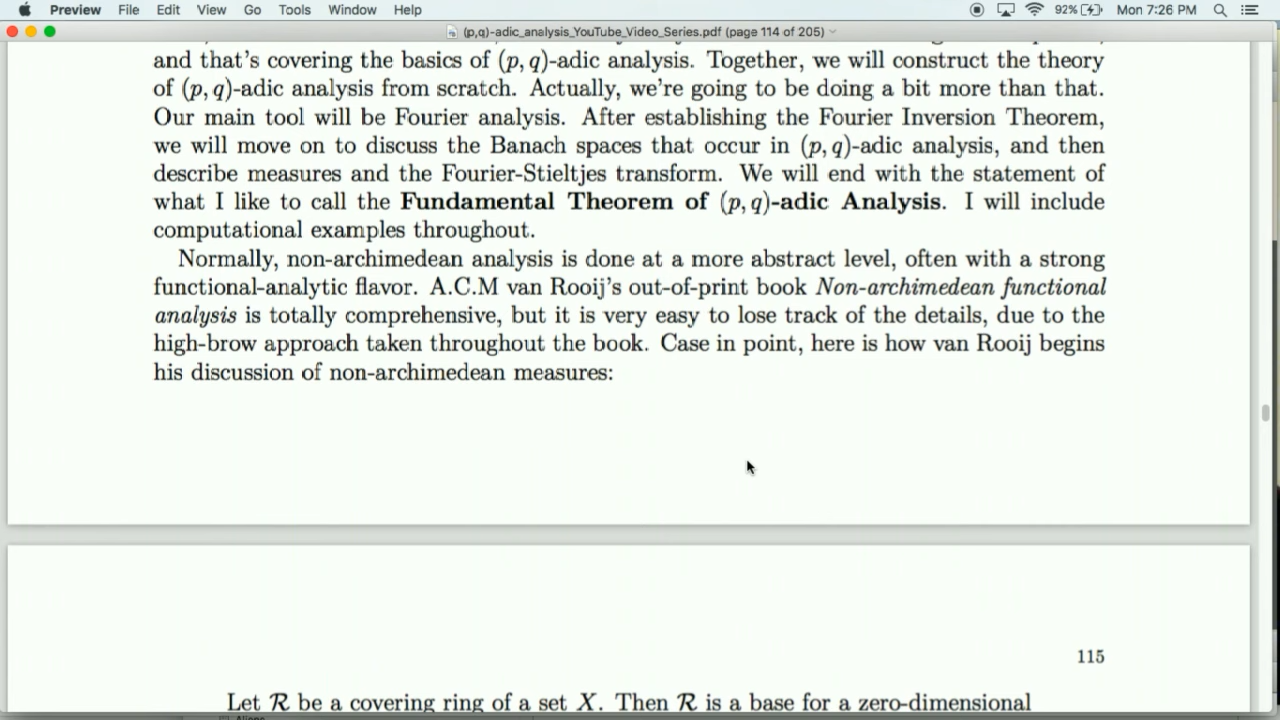 Preview File Edit View Go Tools Window Help 92% Mon 7:26 PM
(p,q)-adic_analysis_YouTube_Video_Series.pdf (page 114 of 205)
and that's covering the basics of (p, q)-adic analysis. Together, we will construct the theory
of (p, q)-adic analysis from scratch. Actually, we're going to be doing a bit more than that.
Our main tool will be Fourier analysis. After establishing the Fourier Inversion Theorem,
we will move on to discuss the Banach spaces that occur in (p, q)-adic analysis, and then
describe measures and the Fourier-Stieltjes transform. We will end with the statement of
what I like to call the Fundamental Theorem of (p, q)-adic Analysis. I will include
computational examples throughout.
Normally, non-archimedean analysis is done at a more abstract level, often with a strong
functional-analytic flavor. A.C.M van Rooij's out-of-print book Non-archimedean functional
analysis is totally comprehensive, but it is very easy to lose track of the details, due to the
high-brow approach taken throughout the book. Case in point, here is how van Rooij begins
his discussion of non-archimedean measures:
115
Let R be a covering ring of a set X. Then R is a base for a zero-dimensional